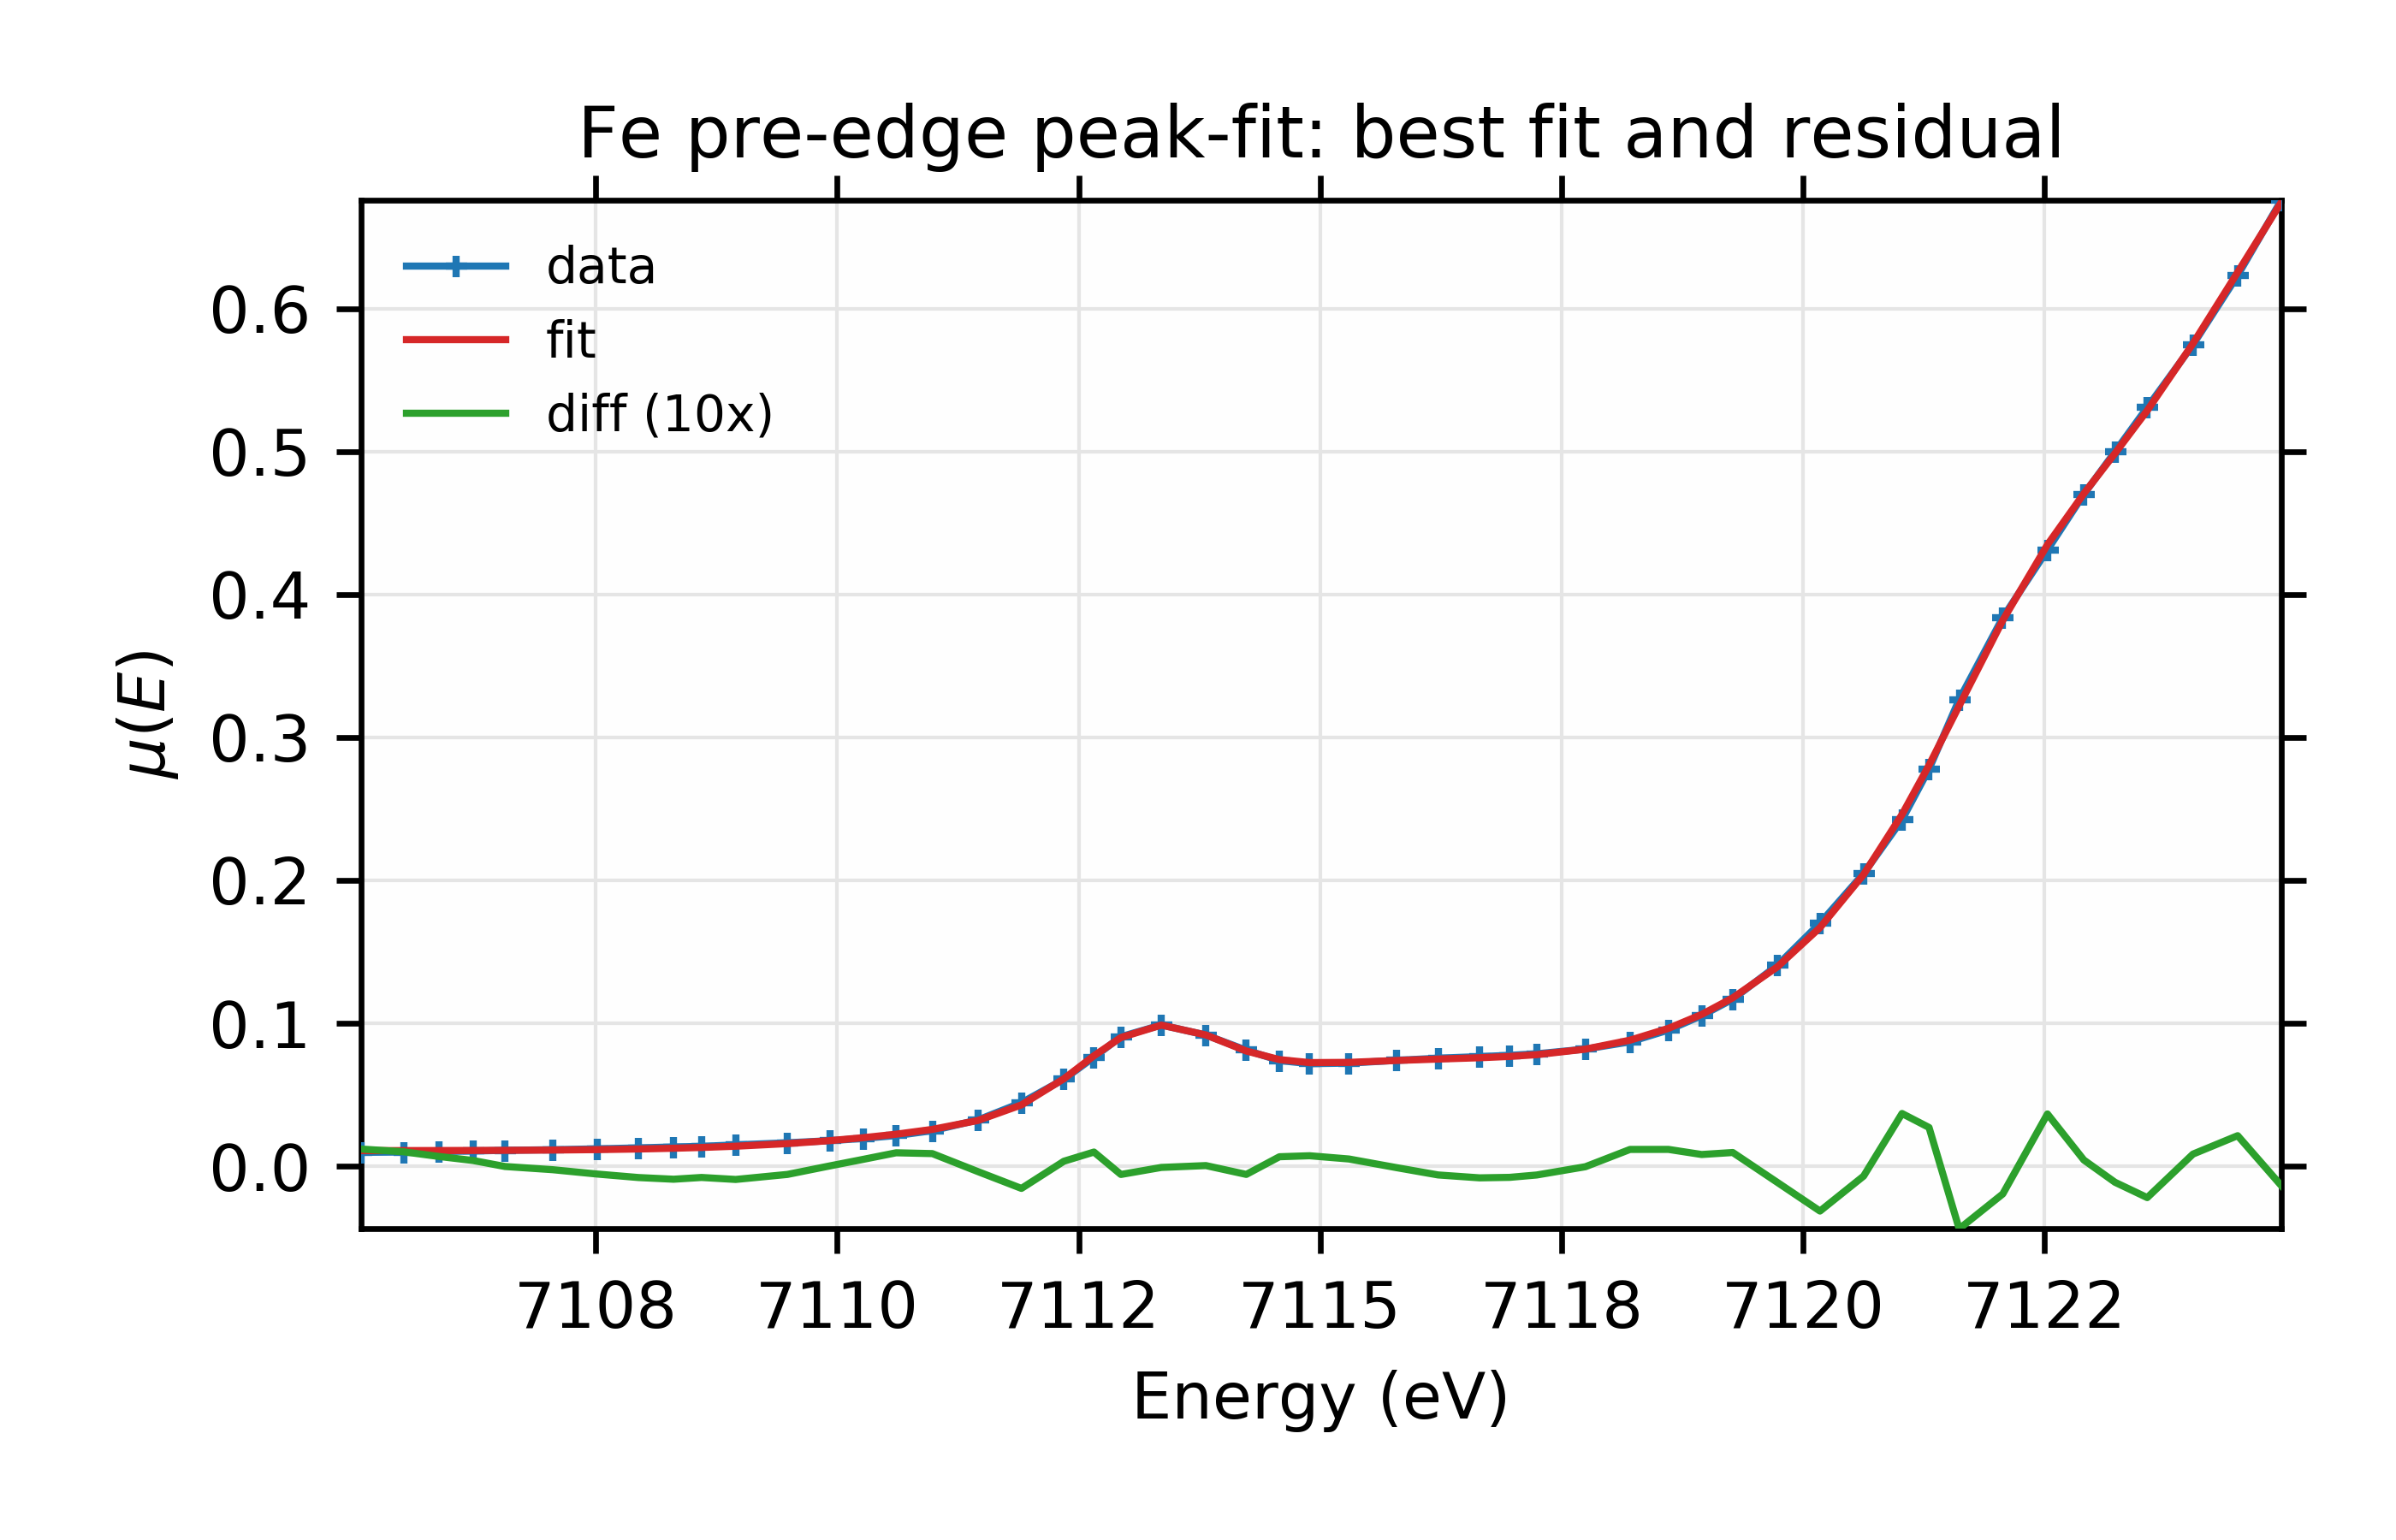 Fe pre-edge peak-fit: best fit and residual
data
fit
diff (10x)
0.6
0.5
0.4
0.3
0.2
0.1
0.0
μ(E)
7108 7110 7112 7115 7118 7120 7122
Energy (eV)